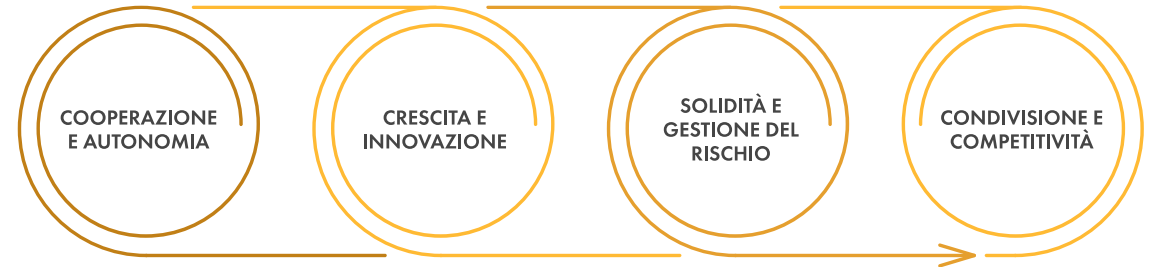 COOPERAZIONE
E AUTONOMIA
CRESCITA E
INNOVAZIONE
SOLIDITÀ E
GESTIONE DEL
RISCHIO
CONDIVISIONE E
COMPETITIVITÀ